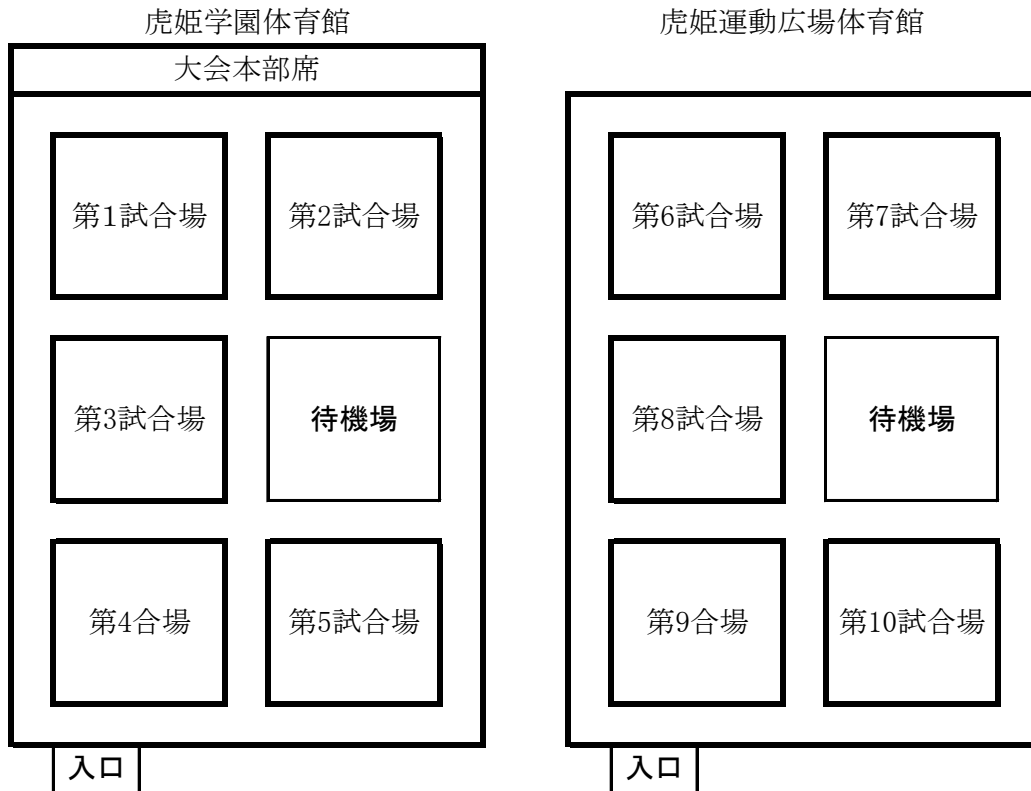 虎姫学園体育館
大会本部席
第1試合場
第2試合場
第3試合場
待機場
第4合場
第5試合場
入口
虎姫運動広場体育館
第6試合場
第7試合場
第8試合場
待機場
第9合場
第10試合場
入口